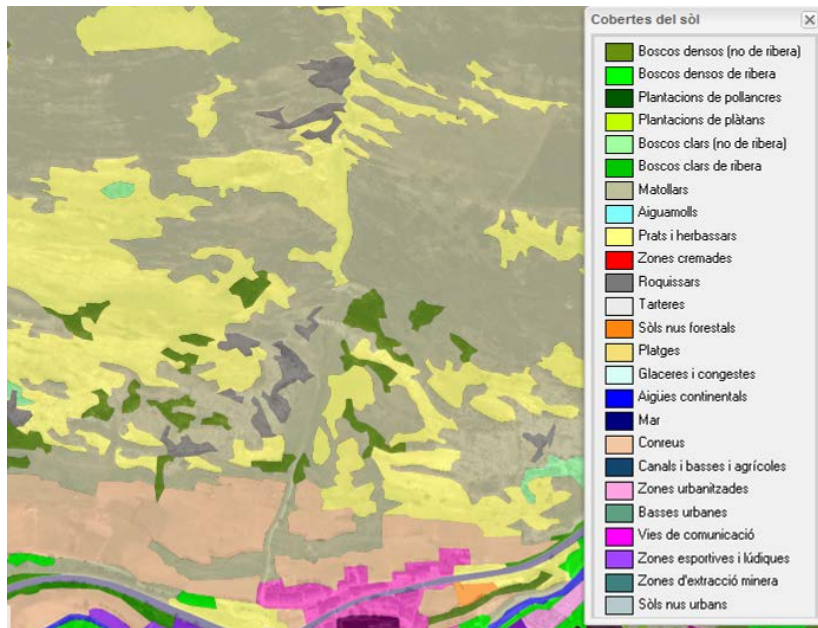 Cobertes del sòl
Boscos densos (no de ribera)
Boscos densos de ribera
Plantacions de pollancres
Plantacions de plàtans
Boscos clars (no de ribera)
Boscos clars de ribera
Matollars
Aiguamolls
Prats i herbassars
Zones cremades
Roquissars
Tarteres
Sòls nus forestals
Platges
Glaceres i congestes
Aigües continentals
Mar
Conreus
Canals i basses i agrícoles
Zones urbanitzades
Basses urbanes
Vies de comunicació
Zones esportives i lúdiques
Zones d'extracció minera
Sòls nus urbans